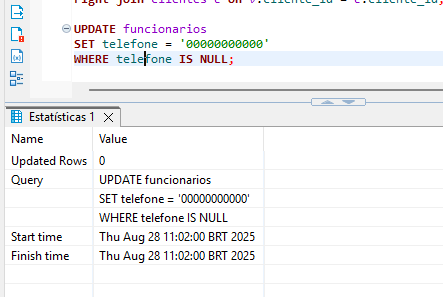 right join clientes c on v.cliente_id = c.cliente_id;
UPDATE funcionarios
SET telefone = '00000000000'
WHERE telefone IS NULL;
Estatísticas 1
Name Value
Updated Rows 0
Query UPDATE funcionarios
SET telefone = '00000000000'
WHERE telefone IS NULL
Start time Thu Aug 28 11:02:00 BRT 2025
Finish time Thu Aug 28 11:02:00 BRT 2025